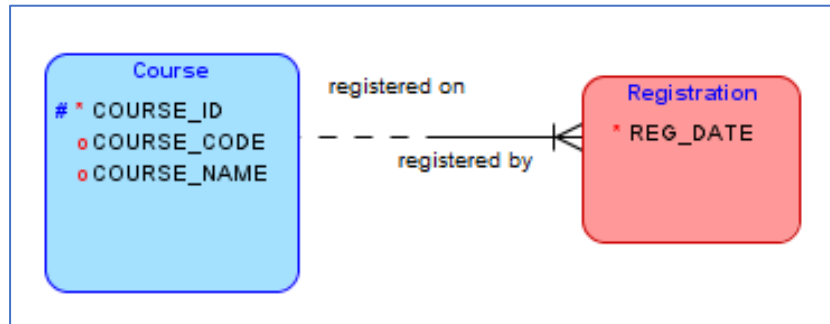 Course
# * COURSE_ID
o COURSE_CODE
o COURSE_NAME
registered on
registered by
Registration
* REG_DATE